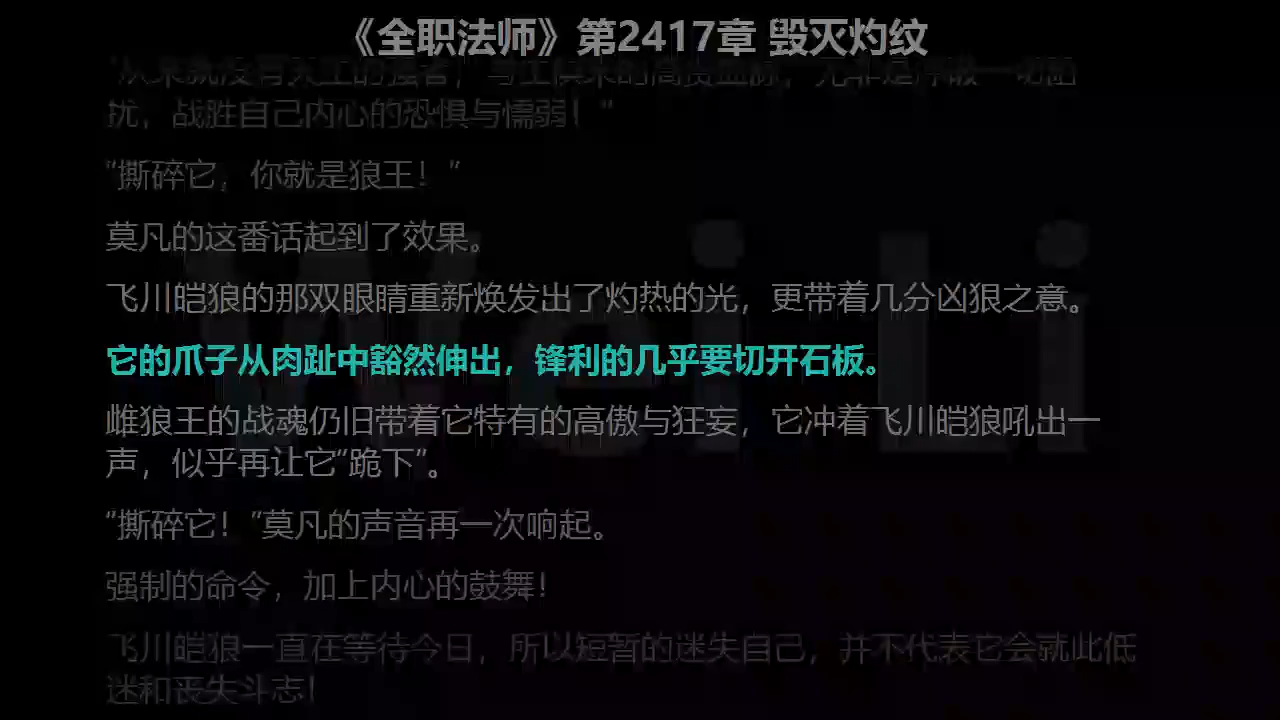 《全职法师》第2417章 毁灭灼纹
扰，战胜自己内心的恐惧与懦弱！”
“撕碎它，你就是狼王！”
莫凡的这番话起到了效果。
飞川皑狼的那双眼睛重新焕发出了灼热的光，更带着几分凶狠之意。
它的爪子从肉趾中豁然伸出，锋利的几乎要切开石板。
雌狼王的战魂仍旧带着它特有的高傲与狂妄，它冲着飞川皑狼吼出一
声，似乎再让它“跪下”。
“撕碎它！”莫凡的声音再一次响起。
强制的命令，加上内心的鼓舞！
飞川皑狼一直在等待今日，所以短暂的迷失自己，并不代表它会就此低
迷和丧失斗志！
Wei Li